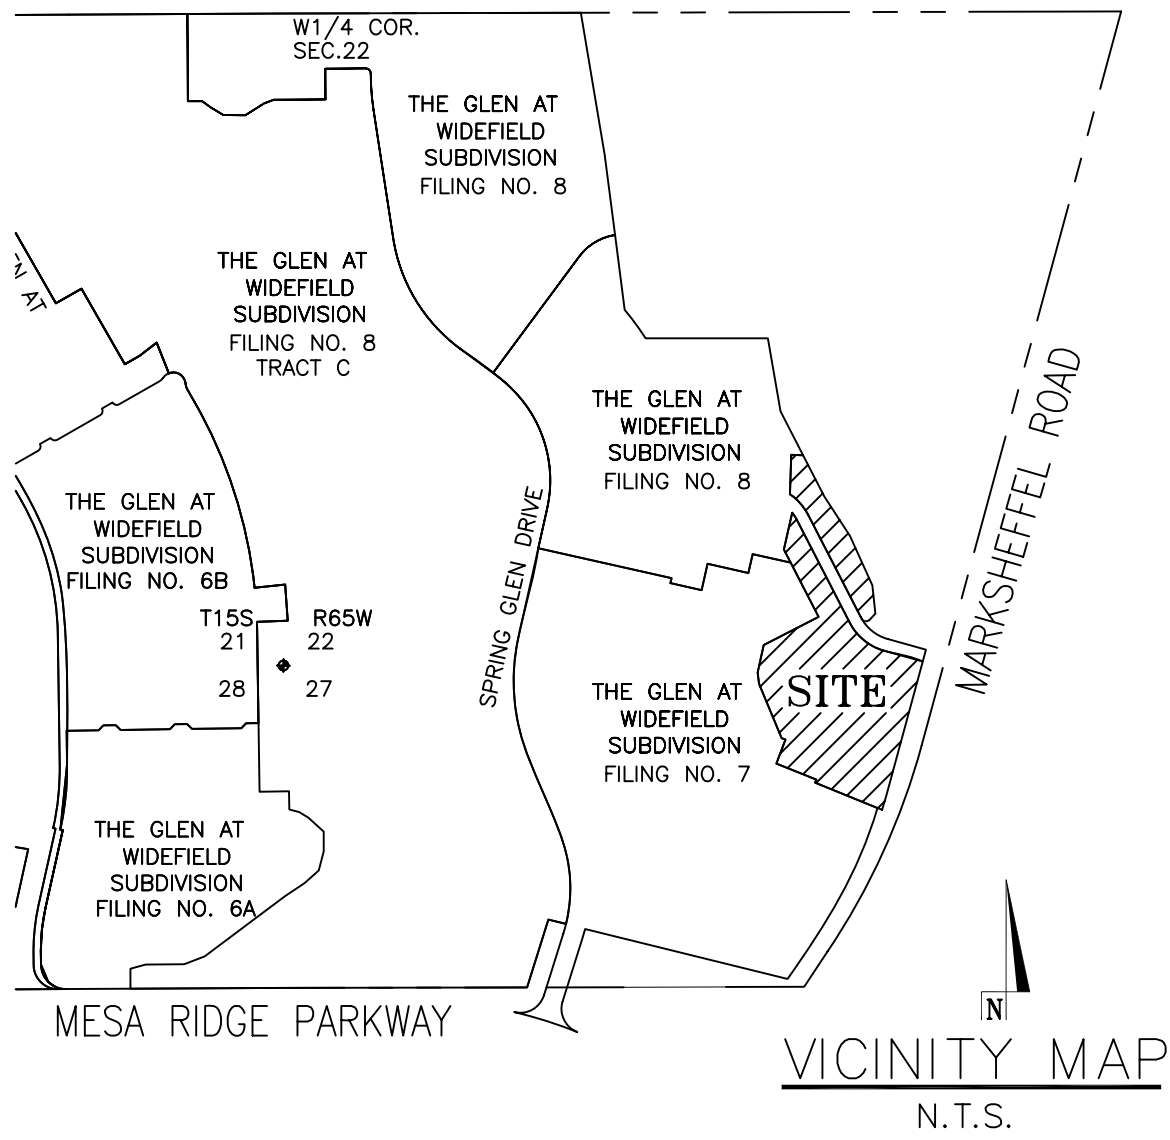 W1/4 COR.
SEC.22
THE GLEN AT
WIDEFIELD
SUBDIVISION
FILING NO. 8
THE GLEN AT
WIDEFIELD
SUBDIVISION
FILING NO. 8
TRACT C
N AT
THE GLEN AT
WIDEFIELD
SUBDIVISION
FILING NO. 8
MARKSHEFFEL ROAD
THE GLEN AT
WIDEFIELD
SUBDIVISION
FILING NO. 6B
SPRING GLEN DRIVE
T15S R65W
21 22
28 27
THE GLEN AT
WIDEFIELD
SUBDIVISION
FILING NO. 7
SITE
THE GLEN AT
WIDEFIELD
SUBDIVISION
FILING NO. 6A
MESA RIDGE PARKWAY
N
VICINITY MAP
N.T.S.